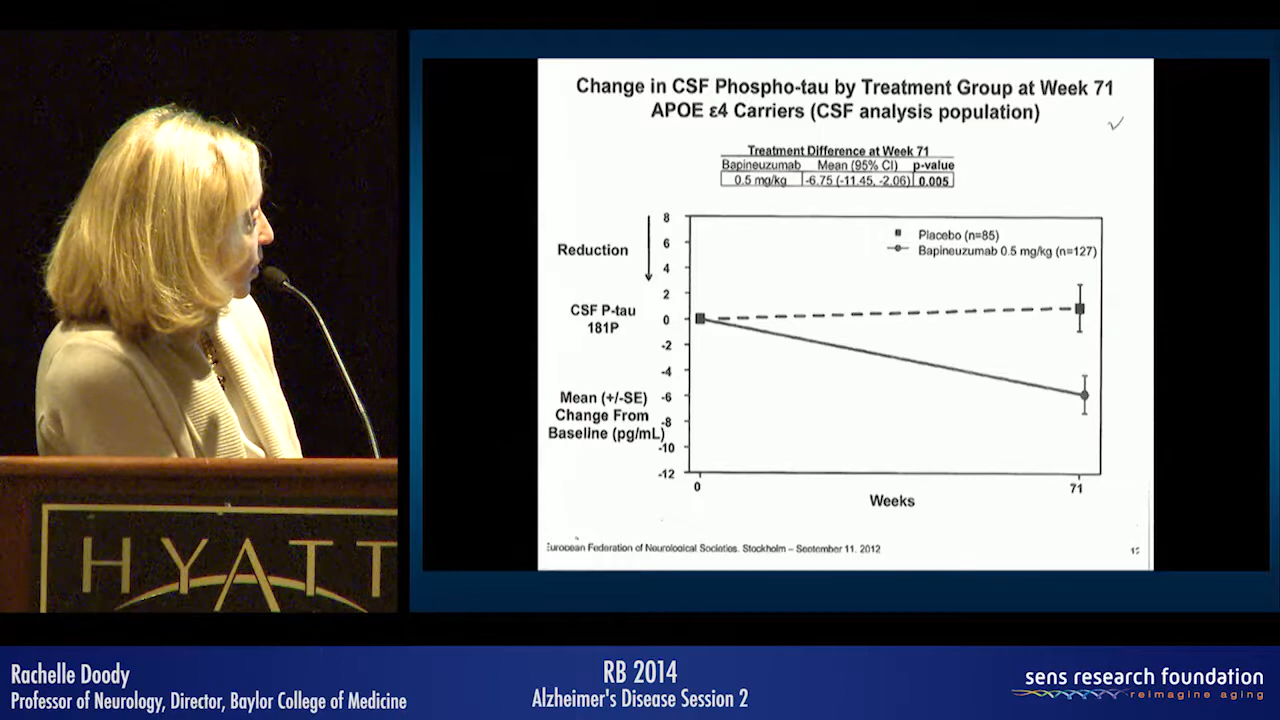 Change in CSF Phospho-tau by Treatment Group at Week 71
APOE ε4 Carriers (CSF analysis population)
Treatment Difference at Week 71
Bapineuzumab Mean (95% CI) p-value
0.5 mg/kg -6.75 (-11.45, -2.06) 0.005
Reduction
CSF P-tau
181P
Mean (+/-SE)
Change From
Baseline (pg/mL)
8
6
4
2
0
-2
-4
-6
-8
-10
-12
Placebo (n=85)
Bapineuzumab 0.5 mg/kg (n=127)
0
71
Weeks
European Federation of Neurological Societies. Stockholm – September 11, 2012
HYATT
Rachelle Doody
Professor of Neurology, Director, Baylor College of Medicine
RB 2014
Alzheimer's Disease Session 2
sens research foundation
reimagine aging